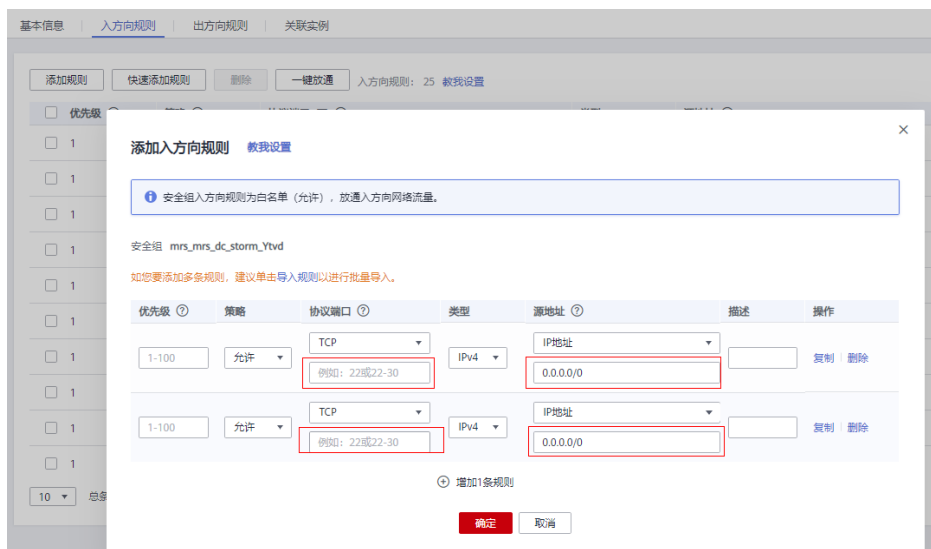 基本信息 入方向规则 出方向规则 关联实例
添加规则 快速添加规则 删除 一键放通 入方向规则: 25 教我设置
优先级
1
添加入方向规则 教我设置
1
安全组入方向规则为白名单（允许），放通入方向网络流量。
1
1
安全组 mrs_mrs_dc_storm_Ytvd
如您要添加多条规则，建议单击导入规则以进行批量导入。
1
优先级 策略 协议端口 类型 源地址 描述 操作
1
TCP IP地址
1 1-100 允许 IPv4 复制 删除
例如：22或22-30 0.0.0.0/0
1
TCP IP地址
1 1-100 允许 IPv4 复制 删除
例如：22或22-30 0.0.0.0/0
1
增加1条规则
10 总条
确定 取消